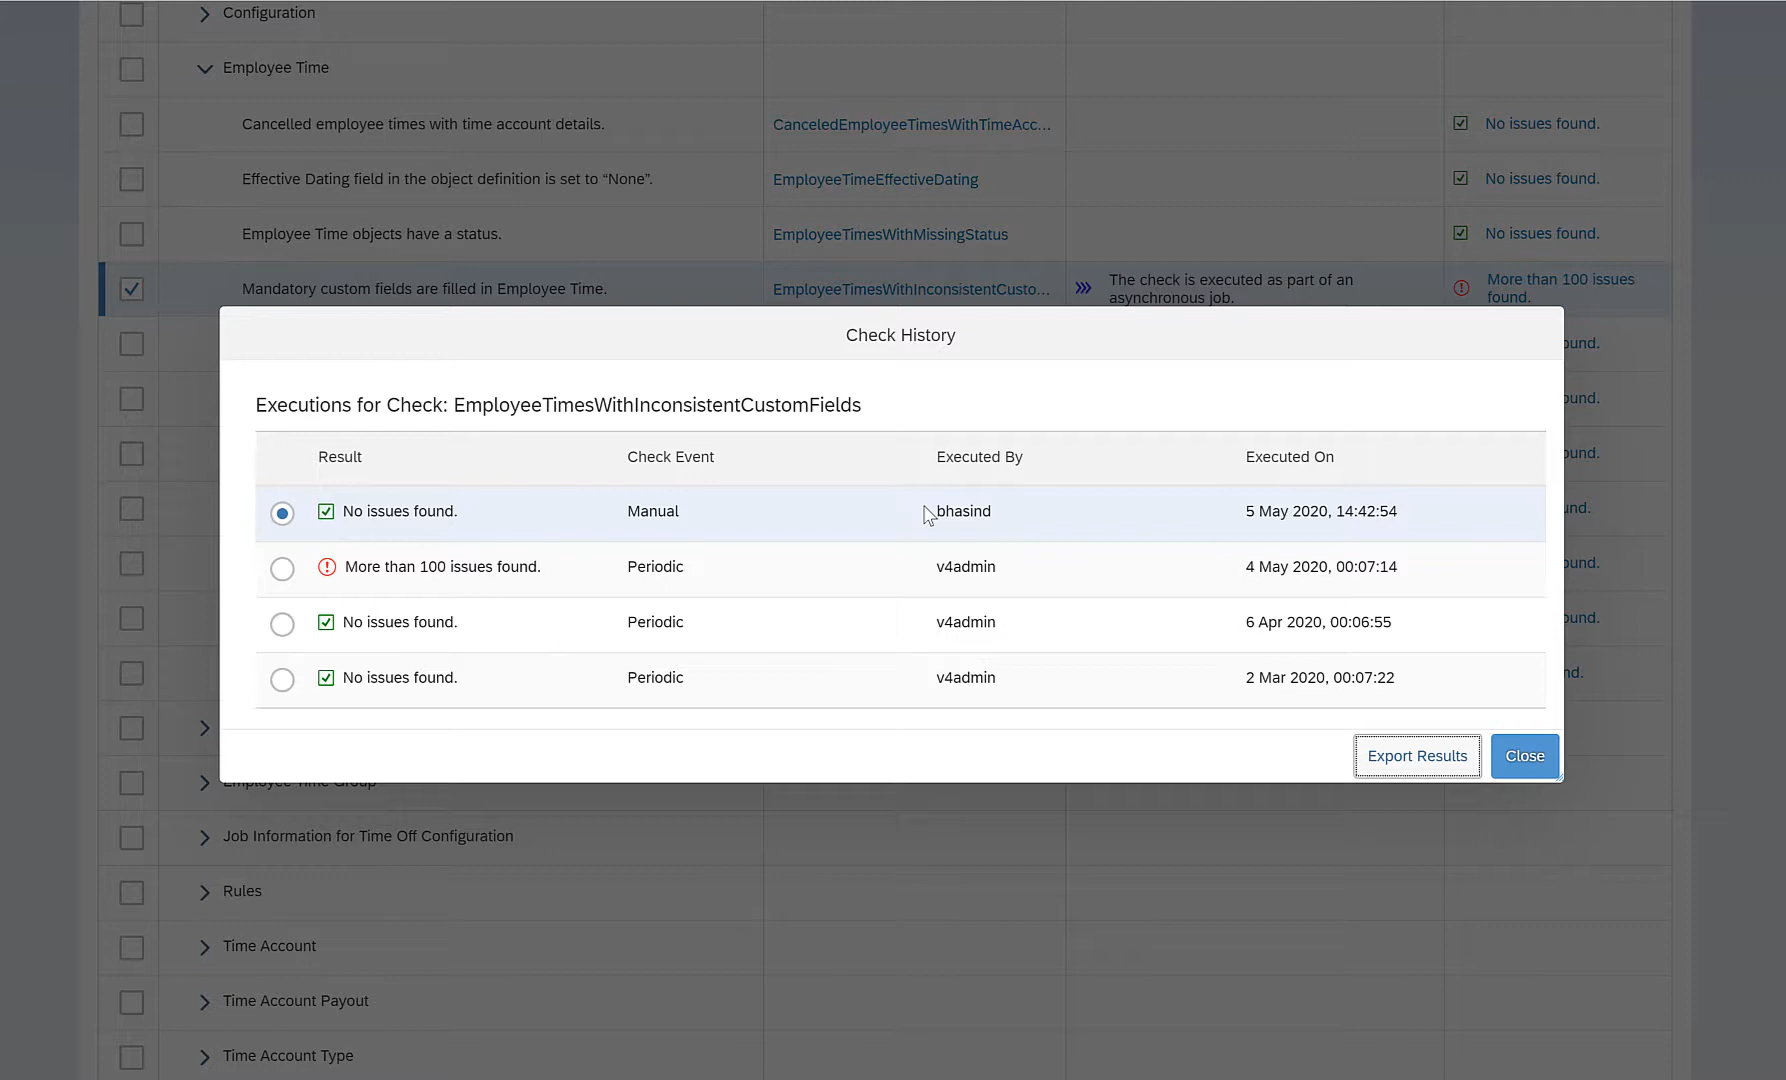 Configuration
Employee Time
Cancelled employee times with time account details. CanceledEmployeeTimesWithTimeAcc... No issues found.
Effective Dating field in the object definition is set to “None”. EmployeeTimeEffectiveDating No issues found.
Employee Time objects have a status. EmployeeTimesWithMissingStatus No issues found.
Mandatory custom fields are filled in Employee Time. EmployeeTimesWithInconsistentCusto... The check is executed as part of an More than 100 issues
asynchronous job. found.
Check History
Executions for Check: EmployeeTimesWithInconsistentCustomFields
Result Check Event Executed By Executed On
No issues found. Manual bhasind 5 May 2020, 14:42:54
More than 100 issues found. Periodic v4admin 4 May 2020, 00:07:14
No issues found. Periodic v4admin 6 Apr 2020, 00:06:55
No issues found. Periodic v4admin 2 Mar 2020, 00:07:22
Export Results Close
Employee Time Group
Job Information for Time Off Configuration
Rules
Time Account
Time Account Payout
Time Account Type